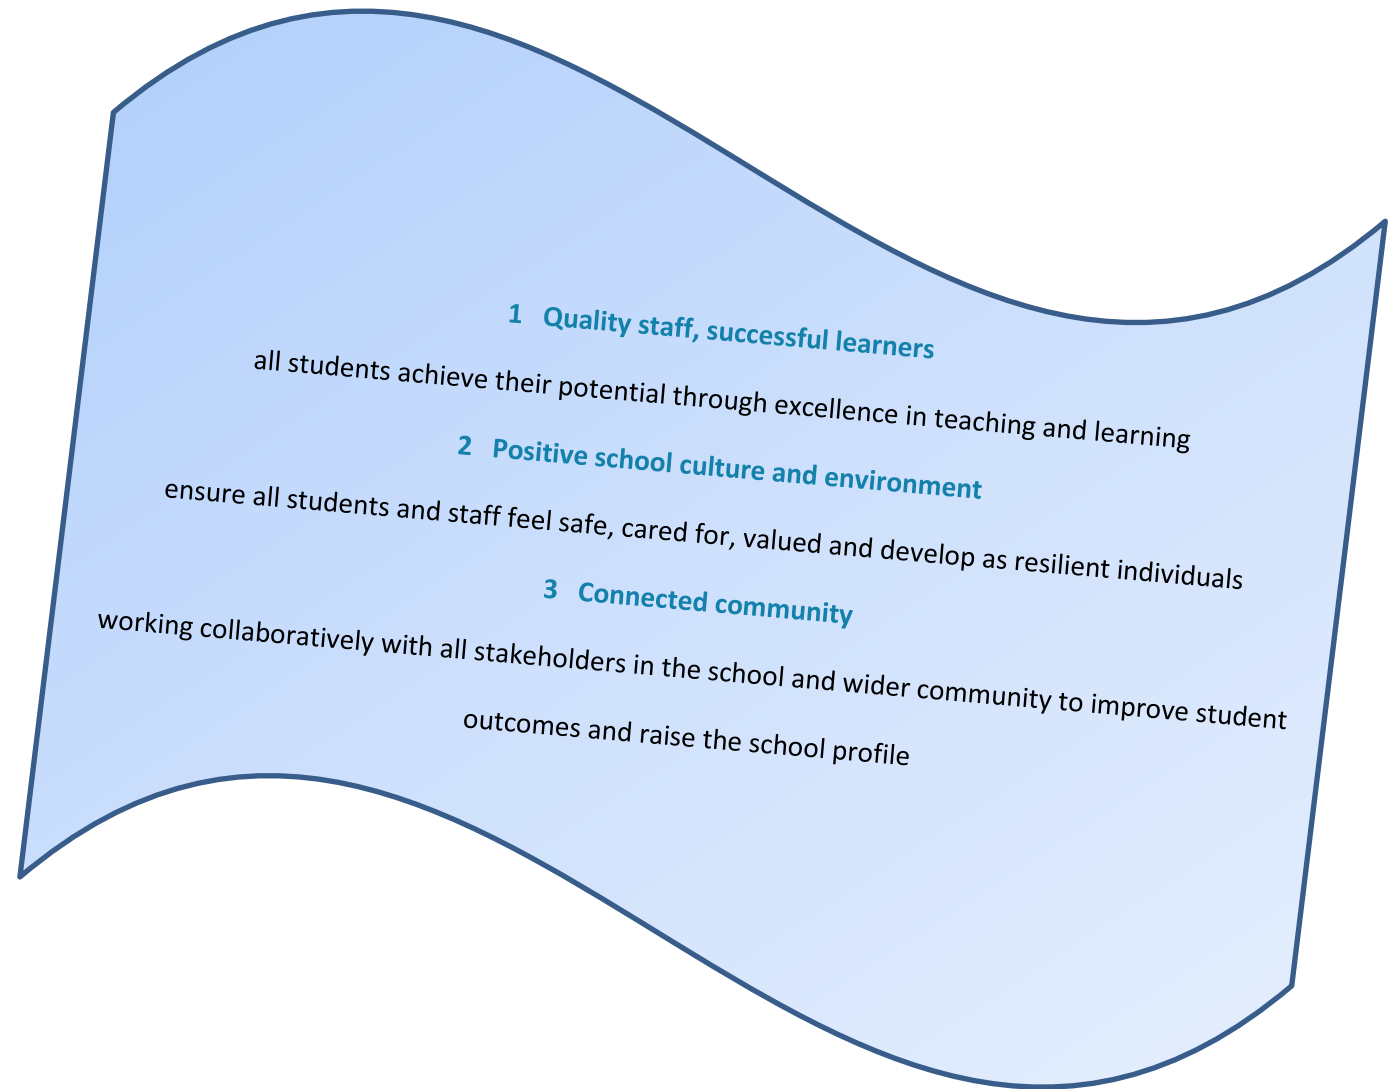 1 Quality staff, successful learners
all students achieve their potential through excellence in teaching and learning
2 Positive school culture and environment
ensure all students and staff feel safe, cared for, valued and develop as resilient individuals
3 Connected community
working collaboratively with all stakeholders in the school and wider community to improve student
outcomes and raise the school profile